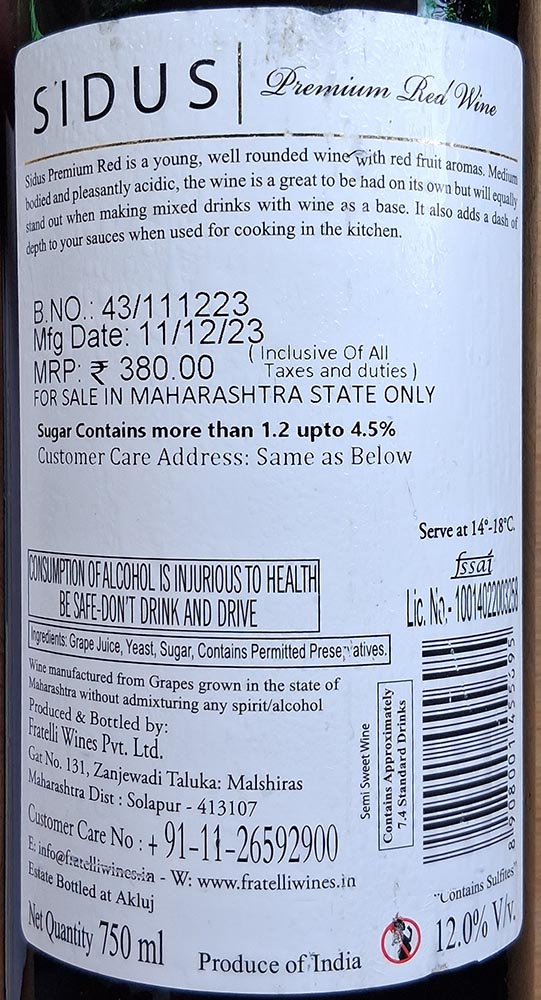 SIDUS | Premium Red Wine
Sidus Premium Red is a young, well rounded wine with red fruit aromas. Medium
bodied and pleasantly acidic, the wine is a great to be had on its own but will equally
stand out when making mixed drinks with wine as a base. It also adds a dash of
depth to your sauces when used for cooking in the kitchen.
B.NO.: 43/111223
Mfg Date: 11/12/23
MRP: ₹ 380.00 (Inclusive Of All
Taxes and duties)
FOR SALE IN MAHARASHTRA STATE ONLY
Sugar Contains more than 1.2 upto 4.5%
Customer Care Address: Same as Below
Serve at 14°-18°C.
fssai
Lic. No.- 10014022003258
CONSUMPTION OF ALCOHOL IS INJURIOUS TO HEALTH
BE SAFE-DON'T DRINK AND DRIVE
Ingredients: Grape Juice, Yeast, Sugar, Contains Permitted Preservatives.
Wine manufactured from Grapes grown in the state of
Maharashtra without admixturing any spirit/alcohol
Produced & Bottled by:
Fratelli Wines Pvt. Ltd.
Gat No. 131, Zanjewadi Taluka: Malshiras
Maharashtra Dist : Solapur - 413107
Customer Care No : + 91-11-26592900
E: info@fratelliwines.in - W: www.fratelliwines.in
Estate Bottled at Akluj
Net Quantity 750 ml
Produce of India
Semi Sweet Wine
Contains Approximately
7.4 Standard Drinks
8 908001 455095
"Contains Sulfites"
12.0% V/v.